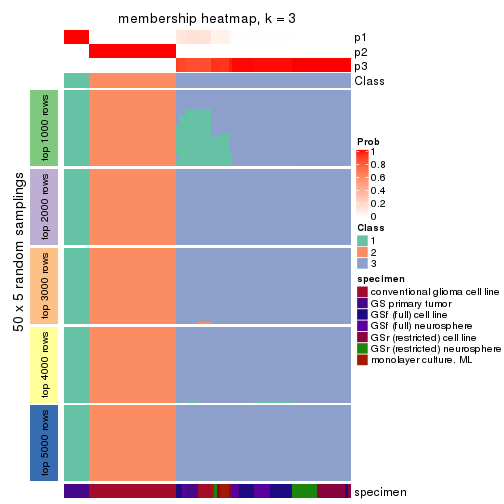 membership heatmap, k = 3
p1
p2
p3
Class
50 x 5 random samplings
top 1000 rows
top 2000 rows
top 3000 rows
top 4000 rows
top 5000 rows
Prob
1
0.8
0.6
0.4
0.2
0
Class
1
2
3
specimen
conventional glioma cell line
GS primary tumor
GSf (full) cell line
GSf (full) neurosphere
GSr (restricted) cell line
GSr (restricted) neurosphere
monolayer culture. ML
specimen